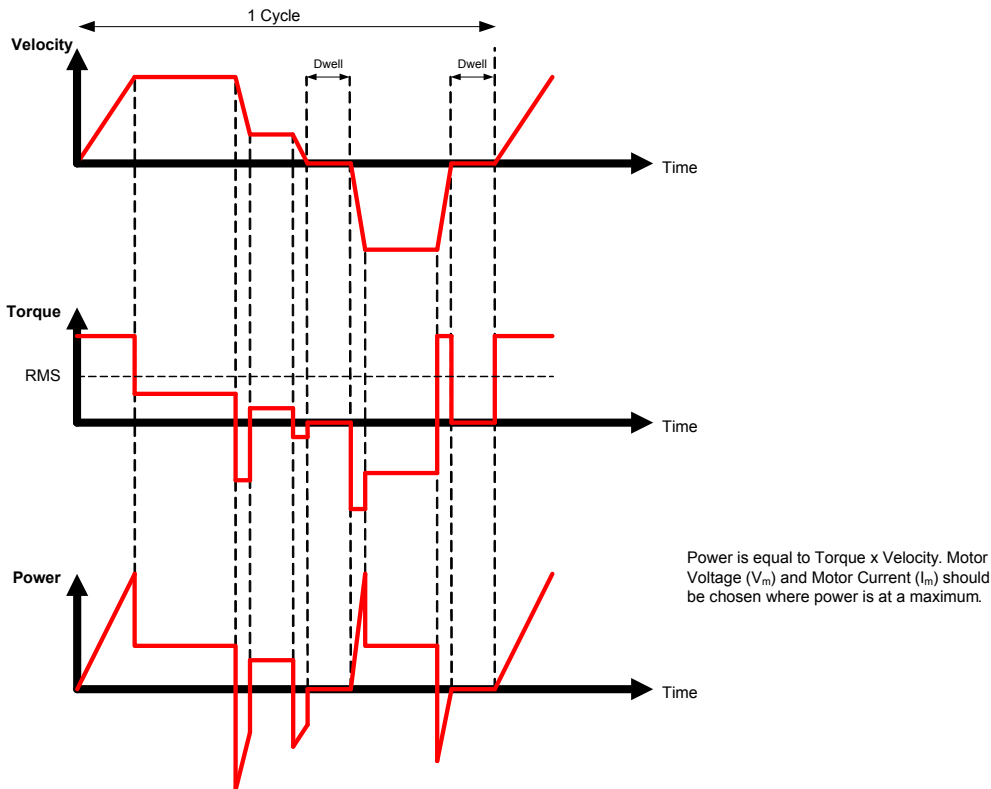 1 Cycle
Velocity
Dwell
Dwell
Time
Torque
RMS
Time
Power
Power is equal to Torque x Velocity. Motor
Voltage (Vm) and Motor Current (Im) should
be chosen where power is at a maximum.
Time